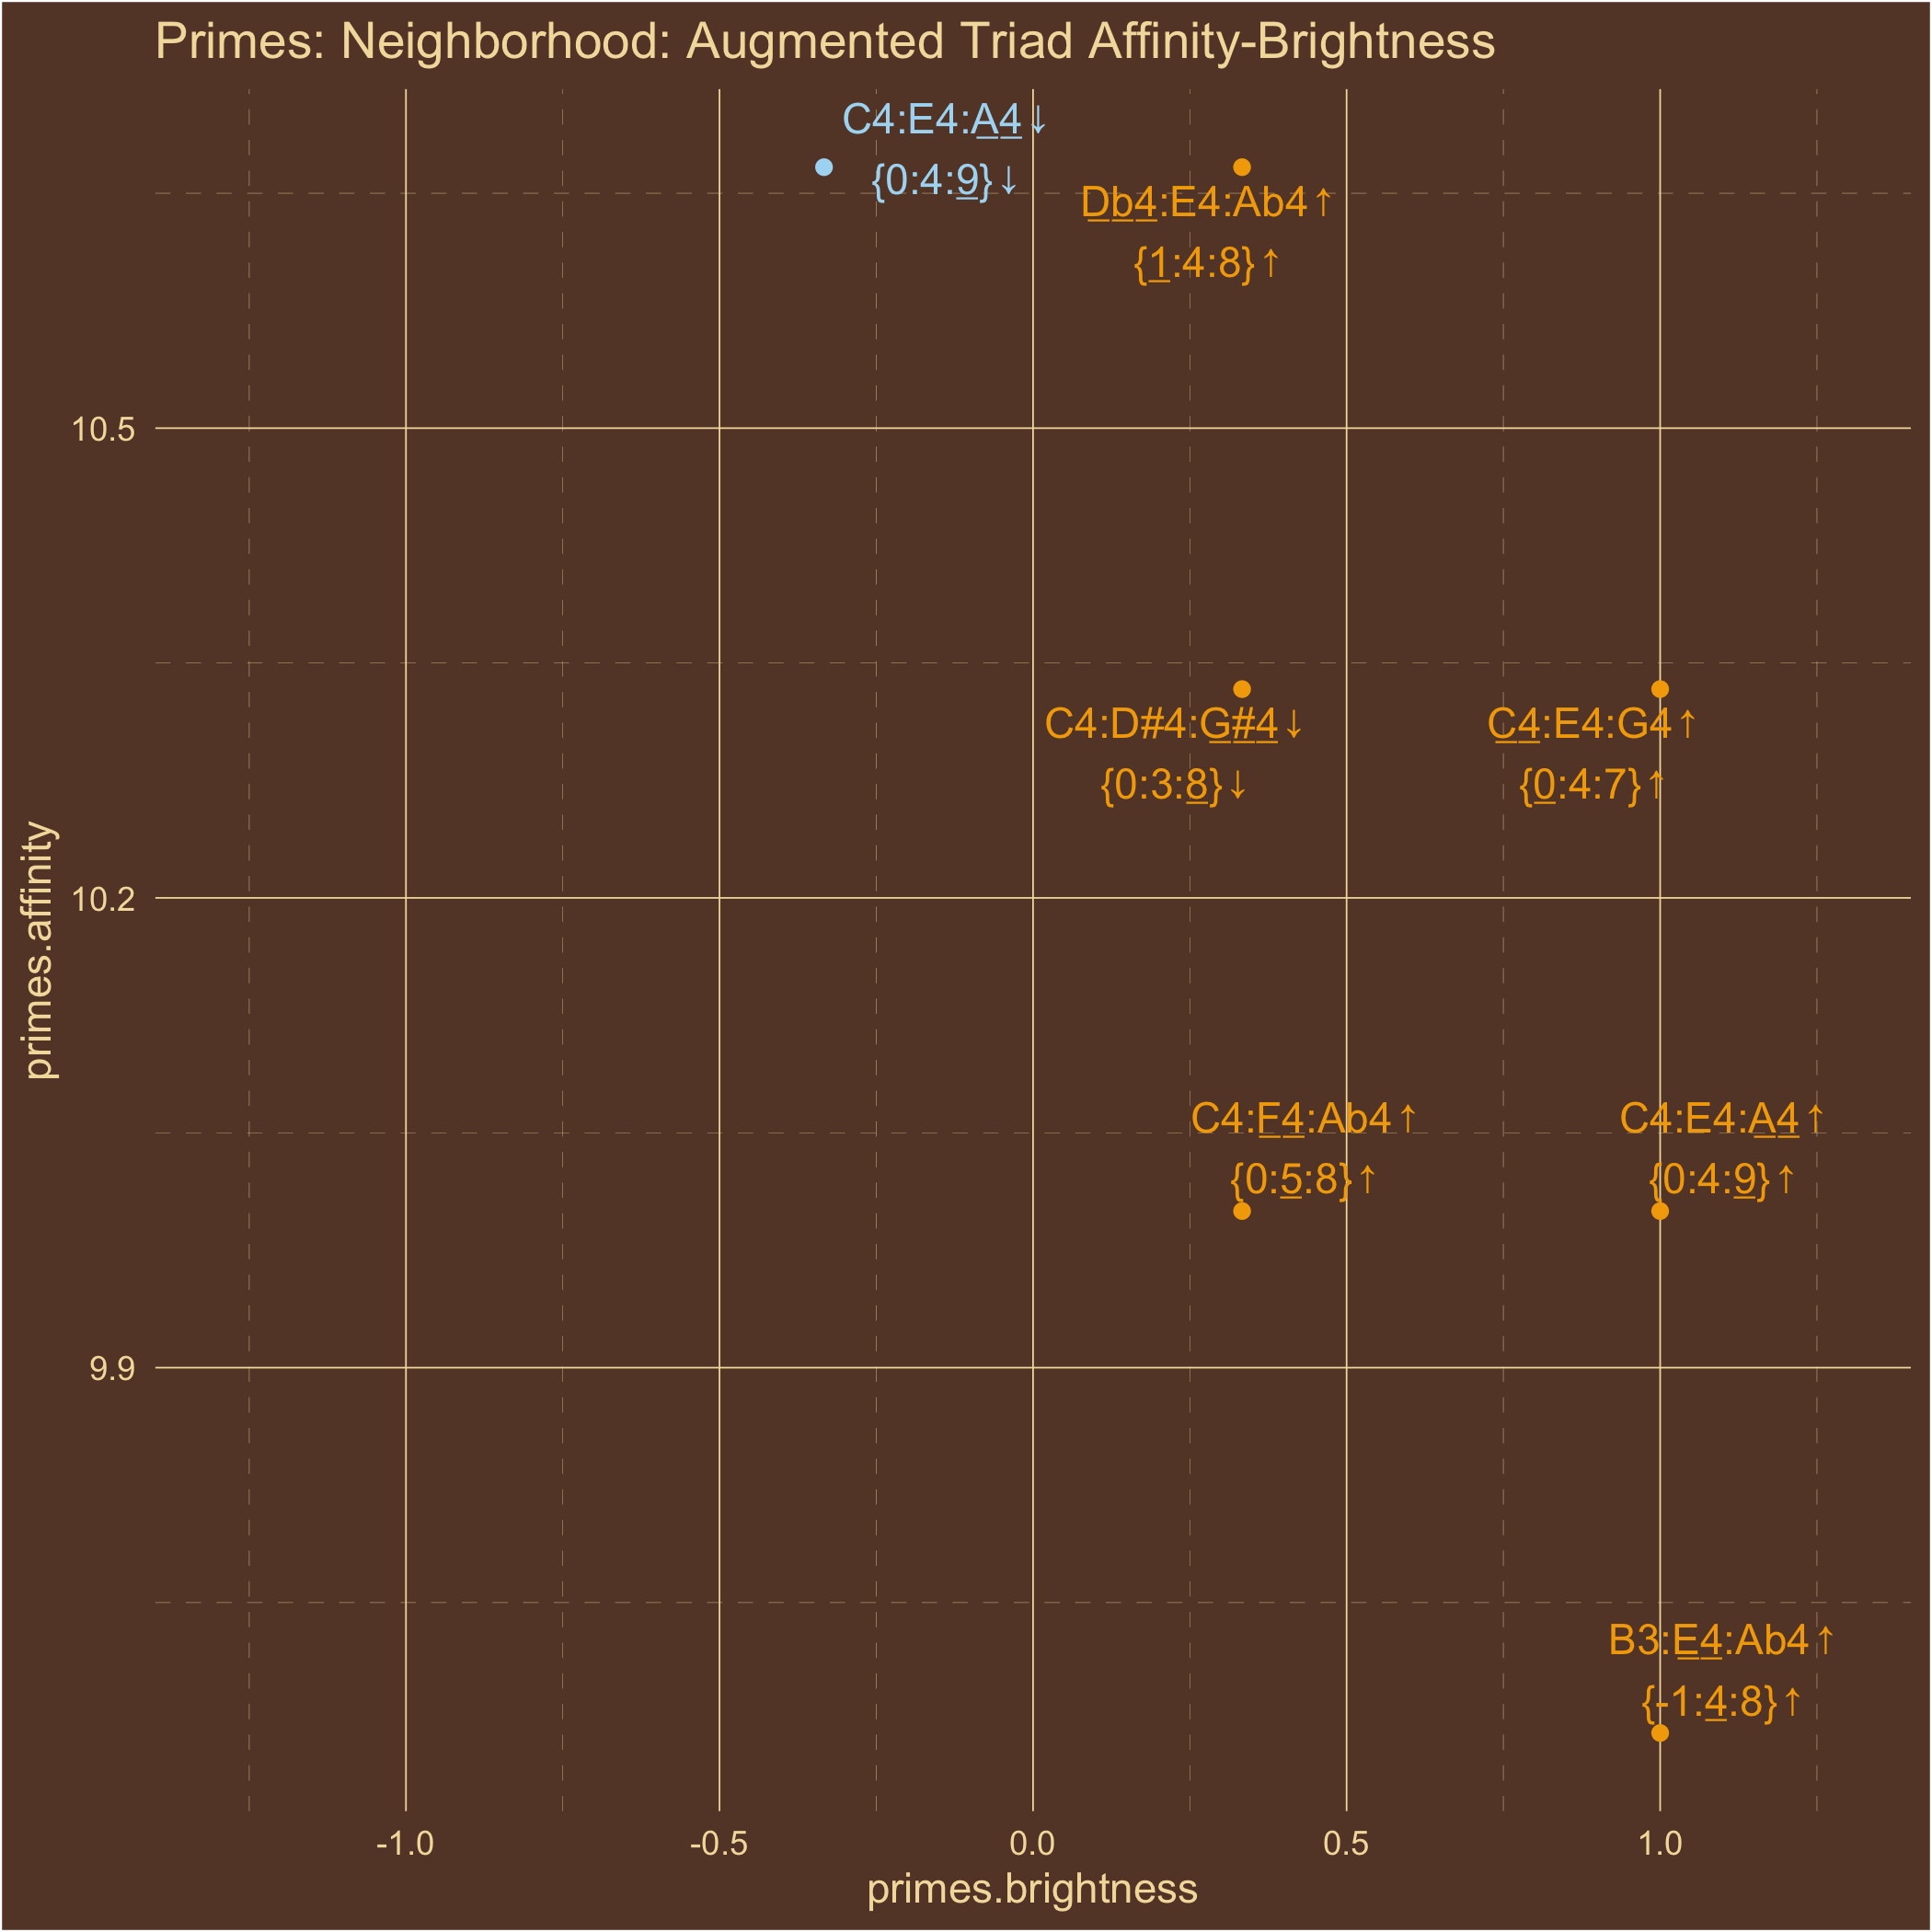 Primes: Neighborhood: Augmented Triad Affinity-Brightness
C4:E4:A4↓
{0:4:9}↓
Db4:E4:Ab4↑
{1:4:8}↑
10.5
C4:D#4:G#4↓
{0:3:8}↓
C4:E4:G4↑
{0:4:7}↑
10.2
primes.affinity
C4:F4:Ab4↑
{0:5:8}↑
C4:E4:A4↑
{0:4:9}↑
9.9
B3:E4:Ab4↑
{-1:4:8}↑
-1.0
-0.5
0.0
0.5
1.0
primes.brightness